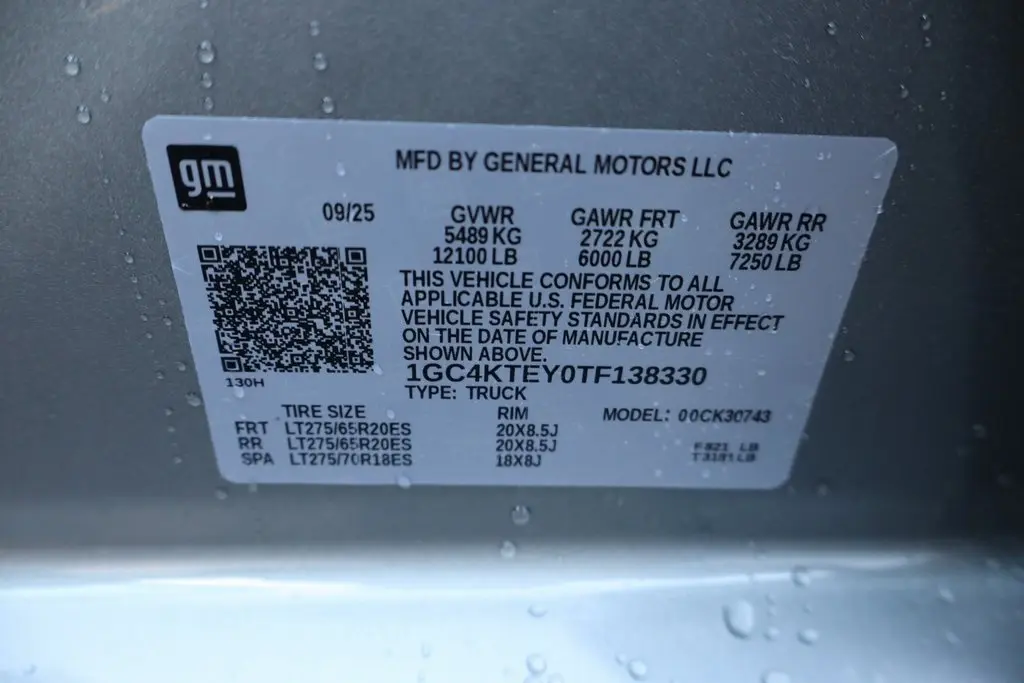 gm
MFD BY GENERAL MOTORS LLC
09/25 GVWR GAWR FRT GAWR RR
5489 KG 2722 KG 3289 KG
12100 LB 6000 LB 7250 LB
THIS VEHICLE CONFORMS TO ALL
APPLICABLE U.S. FEDERAL MOTOR
VEHICLE SAFETY STANDARDS IN EFFECT
ON THE DATE OF MANUFACTURE
SHOWN ABOVE.
130H
1GC4KTEY0TF138330
TYPE: TRUCK
TIRE SIZE RIM MODEL: 00CK30743
FRT LT275/65R20ES 20X8.5J
RR LT275/65R20ES 20X8.5J
SPA LT275/70R18ES 18X8J
F821 LB
T3191LB